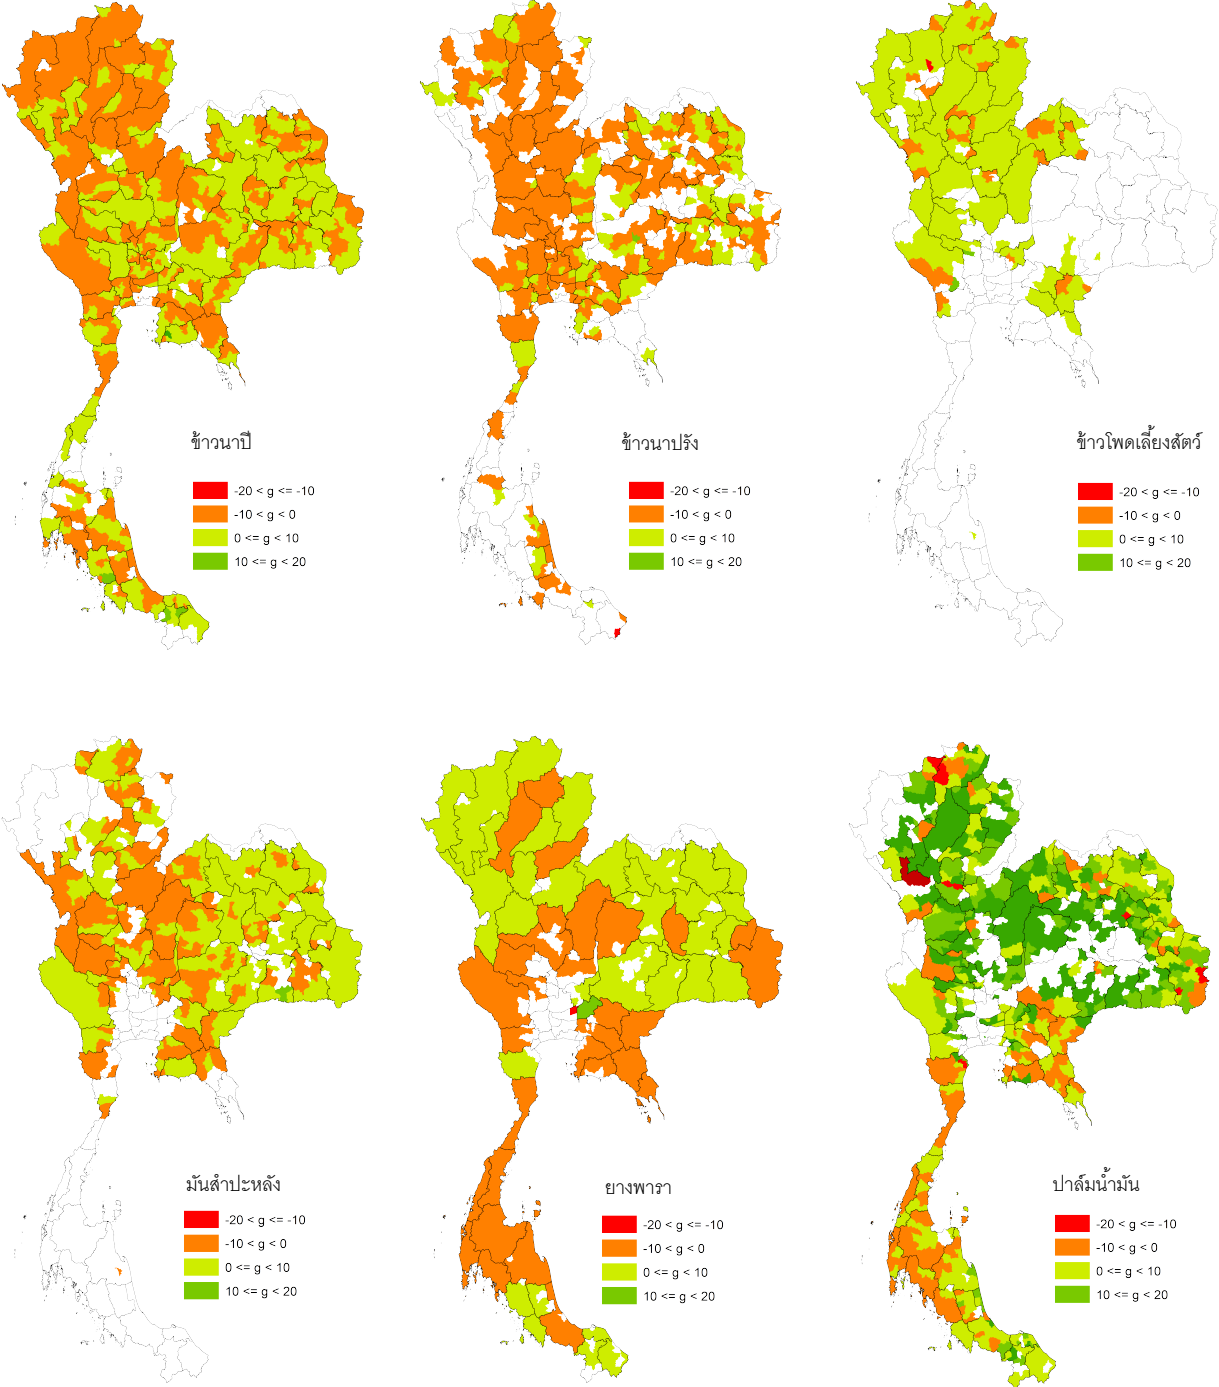 ข้าวนาปี
-20 < g <= -10
-10 < g < 0
0 <= g < 10
10 <= g < 20
ข้าวนาปรัง
-20 < g <= -10
-10 < g < 0
0 <= g < 10
10 <= g < 20
ข้าวโพดเลี้ยงสัตว์
-20 < g <= -10
-10 < g < 0
0 <= g < 10
10 <= g < 20
มันสำปะหลัง
-20 < g <= -10
-10 < g < 0
0 <= g < 10
10 <= g < 20
ยางพารา
-20 < g <= -10
-10 < g < 0
0 <= g < 10
10 <= g < 20
ปาล์มน้ำมัน
-20 < g <= -10
-10 < g < 0
0 <= g < 10
10 <= g < 20